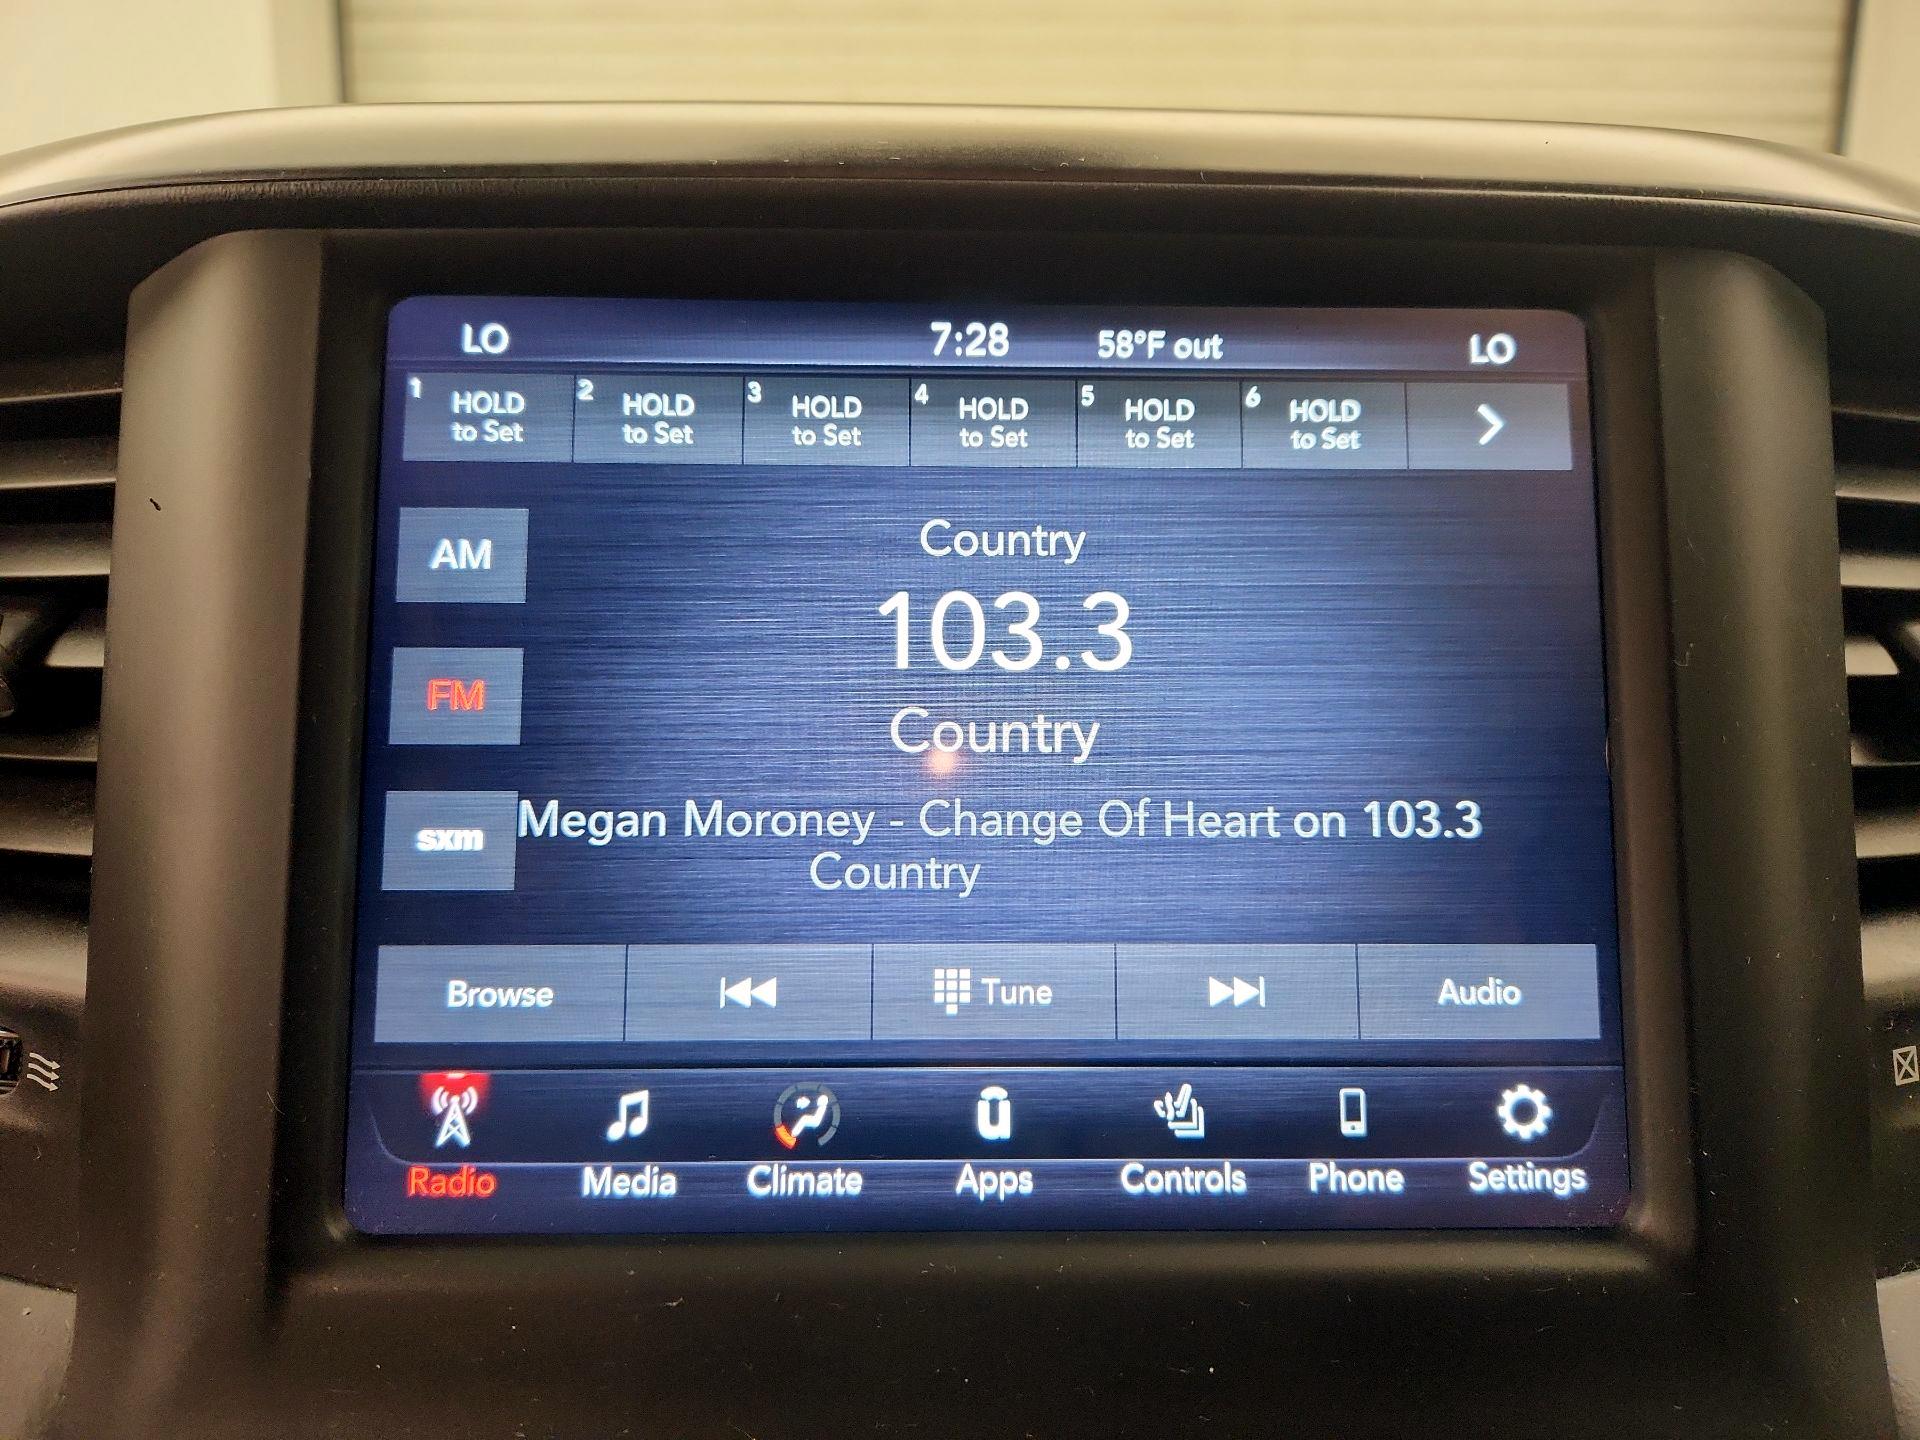 LO 7:28 58°F out LO
1 HOLD to Set 2 HOLD to Set 3 HOLD to Set 4 HOLD to Set 5 HOLD to Set 6 HOLD to Set
AM
Country
103.3
FM
Country
sxm
Megan Moroney - Change Of Heart on 103.3
Country
Browse Tune Audio
Radio Media Climate Apps Controls Phone Settings